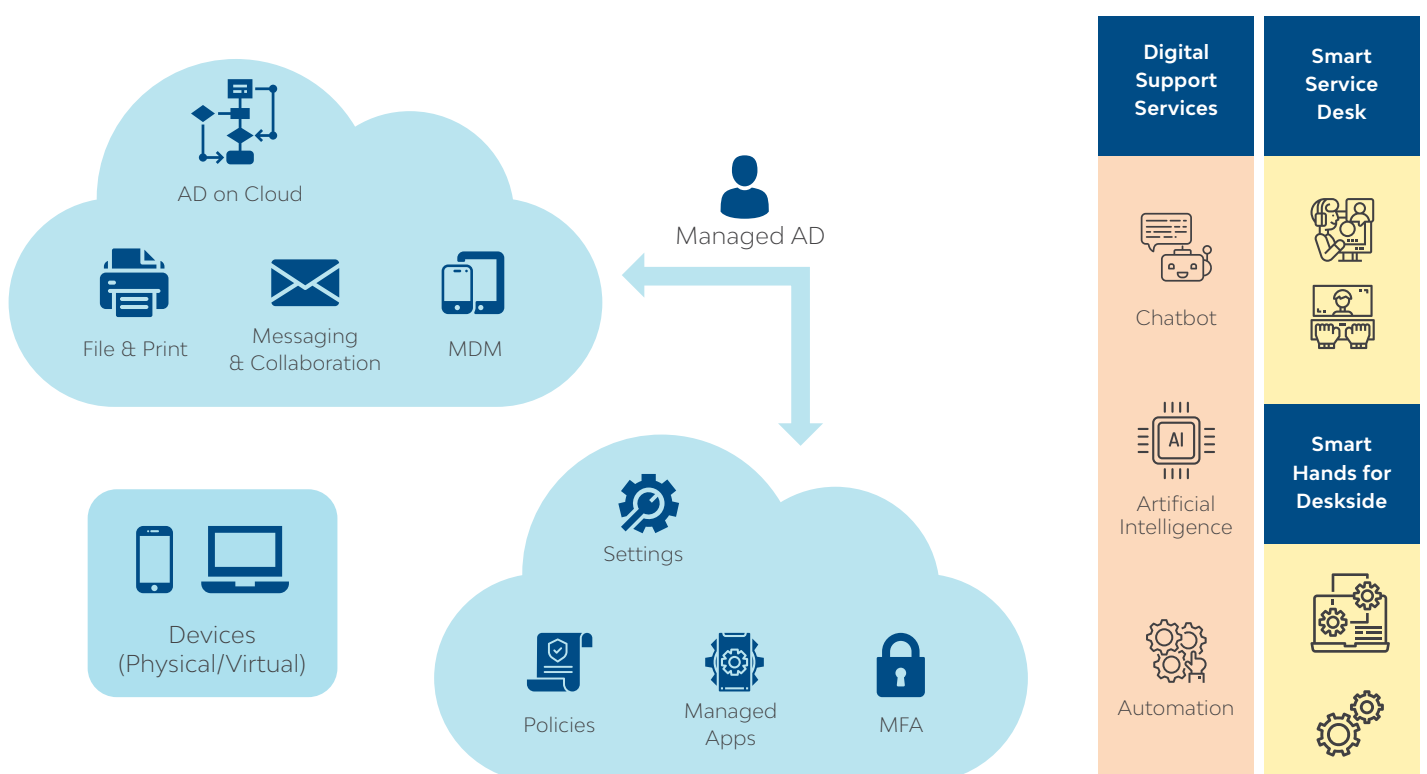 AD on Cloud
File & Print
Messaging
& Collaboration
MDM
Managed AD
Devices
(Physical/Virtual)
Settings
Policies
Managed
Apps
MFA
Digital
Support
Services
Chatbot
AI
Artificial
Intelligence
Automation
Smart
Service
Desk
Smart
Hands for
Deskside